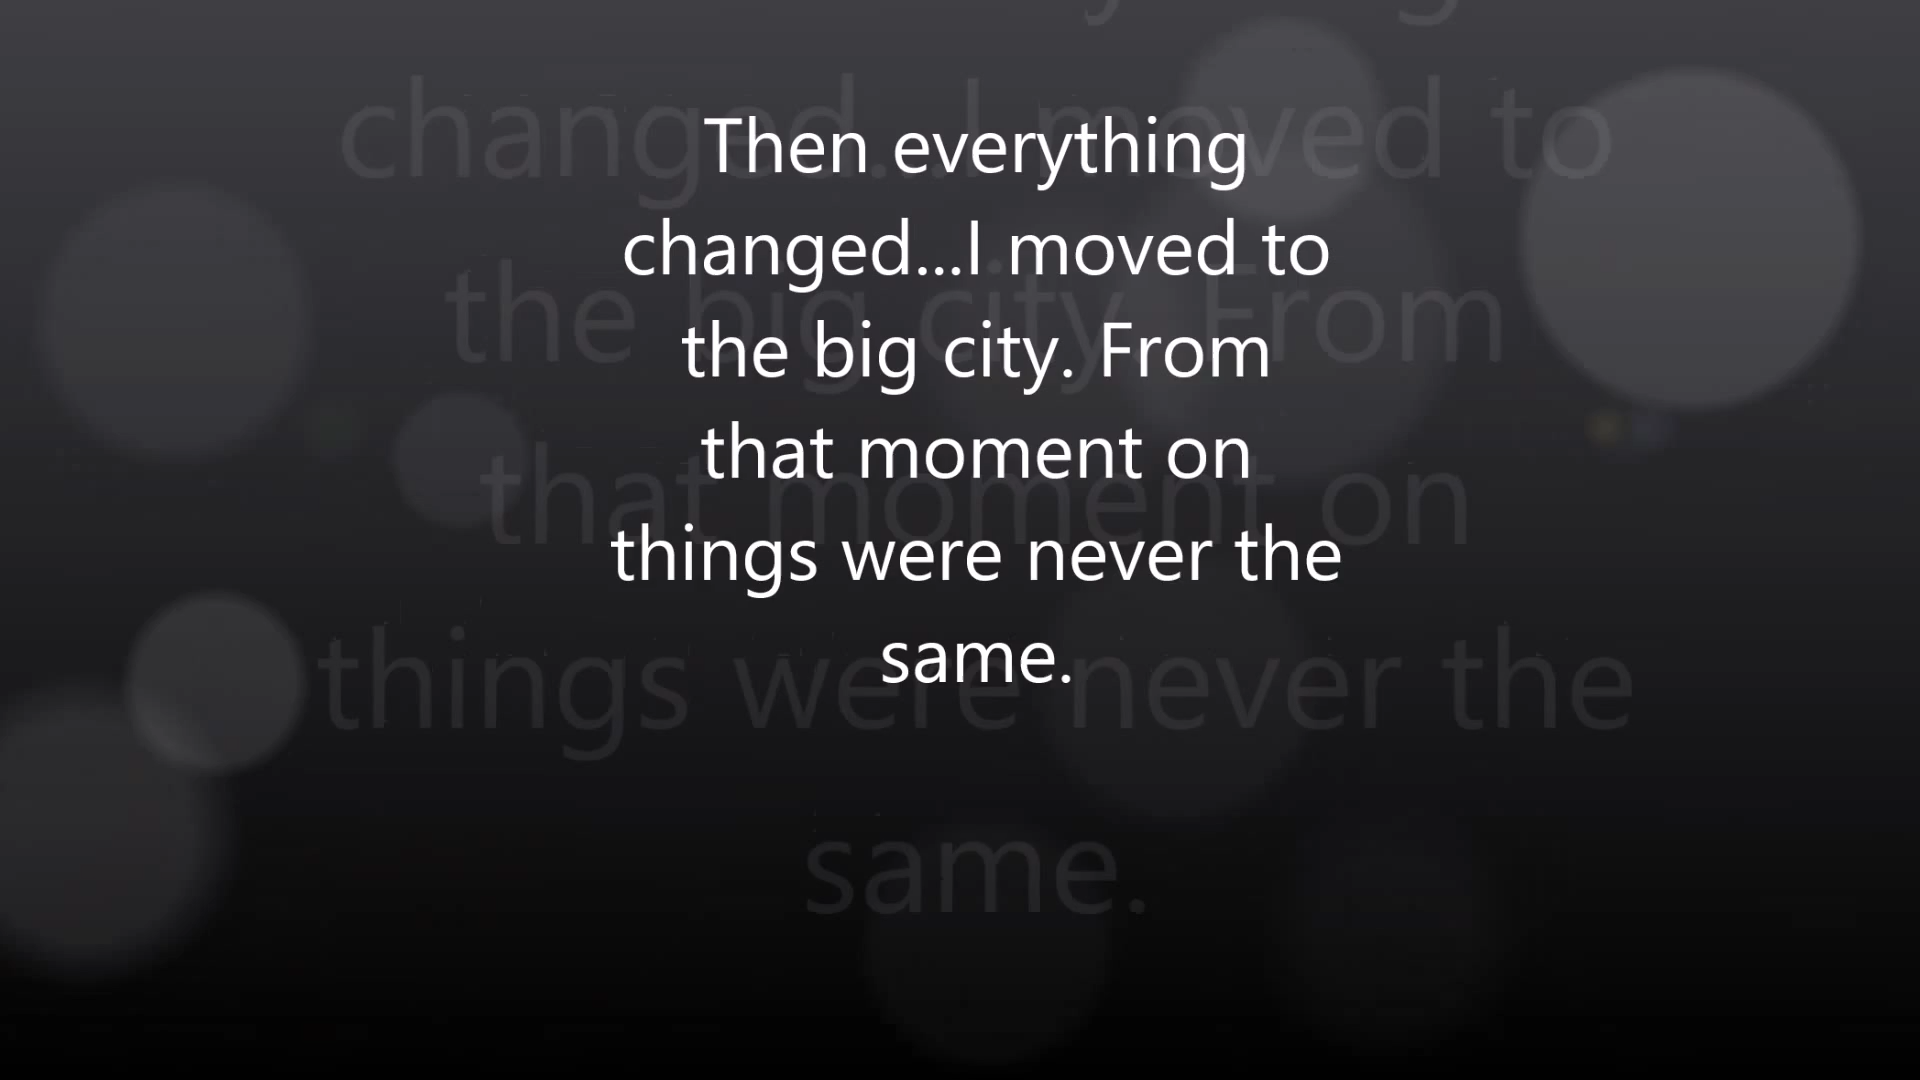 Then everything
changed...I moved to
the big city. From
that moment on
things were never the
same.